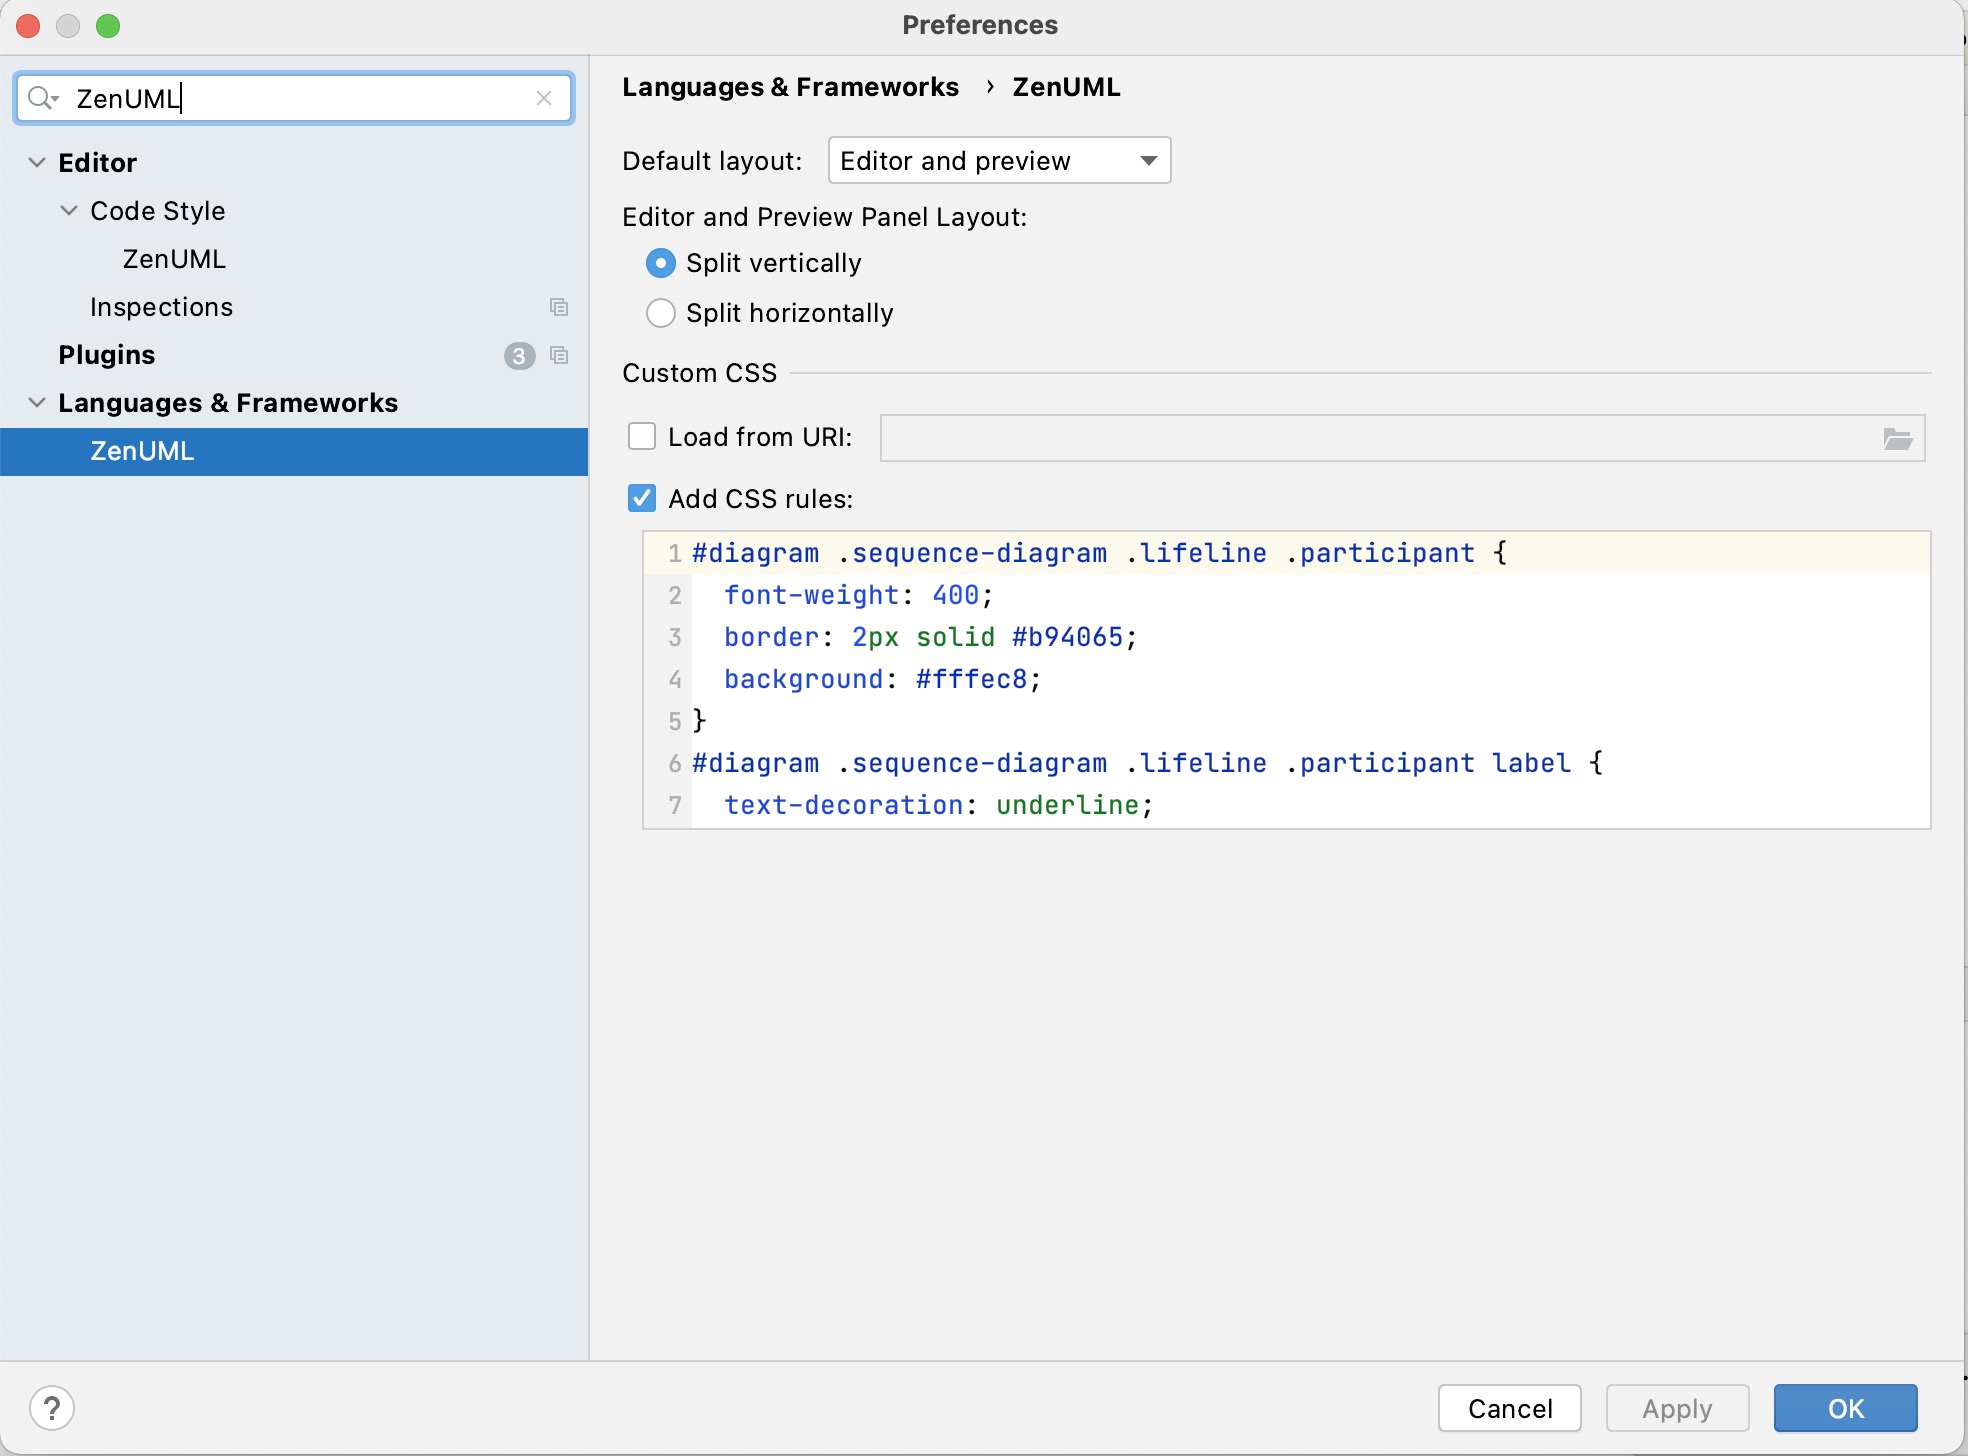 Preferences
ZenUML
Editor
Code Style
ZenUML
Inspections
Plugins 3
Languages & Frameworks
ZenUML
Languages & Frameworks › ZenUML
Default layout: Editor and preview
Editor and Preview Panel Layout:
Split vertically
Split horizontally
Custom CSS
Load from URI:
Add CSS rules:
1 #diagram .sequence-diagram .lifeline .participant {
2   font-weight: 400;
3   border: 2px solid #b94065;
4   background: #fffec8;
5 }
6 #diagram .sequence-diagram .lifeline .participant label {
7   text-decoration: underline;
? Cancel Apply OK